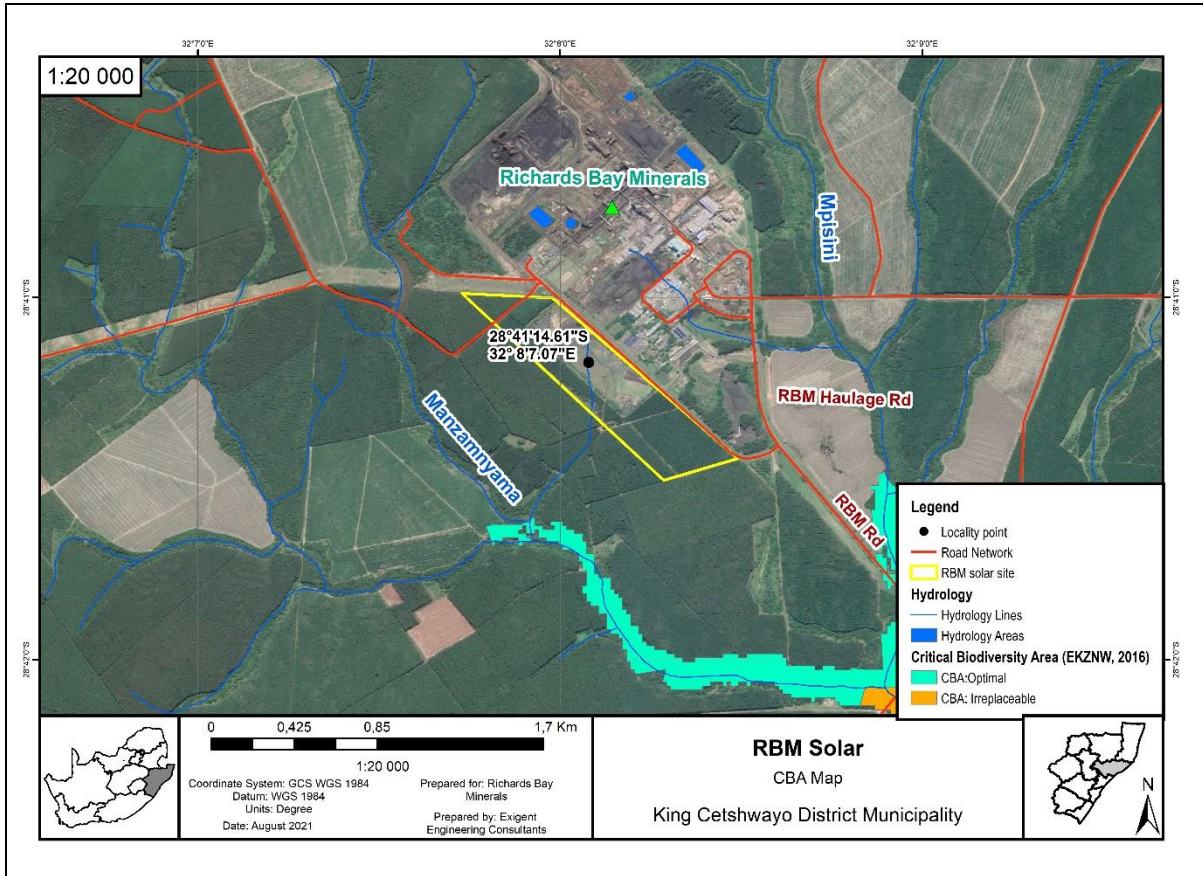 32°7'0"E
32°8'0"E
32°9'0"E
1:20 000
Richards Bay Minerals
Mpisini
28°41'0"S
28°41'0"S
28°41'14.61"S
32° 8'7.07"E
RBM Haulage Rd
Manzamnyama
RBM Rd
28°42'0"S
28°42'0"S
Legend
Locality point
Road Network
RBM solar site
Hydrology
Hydrology Lines
Hydrology Areas
Critical Biodiversity Area (EKZNW, 2016)
CBA:Optimal
CBA: Irreplaceable
0 0,425 0,85 1,7 Km
1:20 000
Coordinate System: GCS WGS 1984
Datum: WGS 1984
Units: Degree
Date: August 2021
Prepared for: Richards Bay
Minerals
Prepared by: Exigent
Engineering Consultants
RBM Solar
CBA Map
King Cetshwayo District Municipality
N